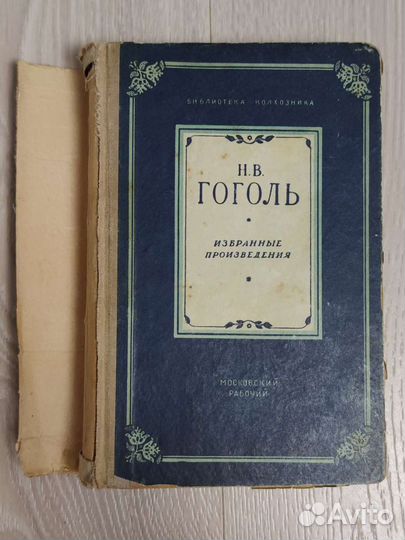 БИБЛИОТЕКА КОЛХОЗНИКА
Н.В.
ГОГОЛЬ
ИЗБРАННЫЕ
ПРОИЗВЕДЕНИЯ
МОСКОВСКИЙ
РАБОЧИЙ
Avito